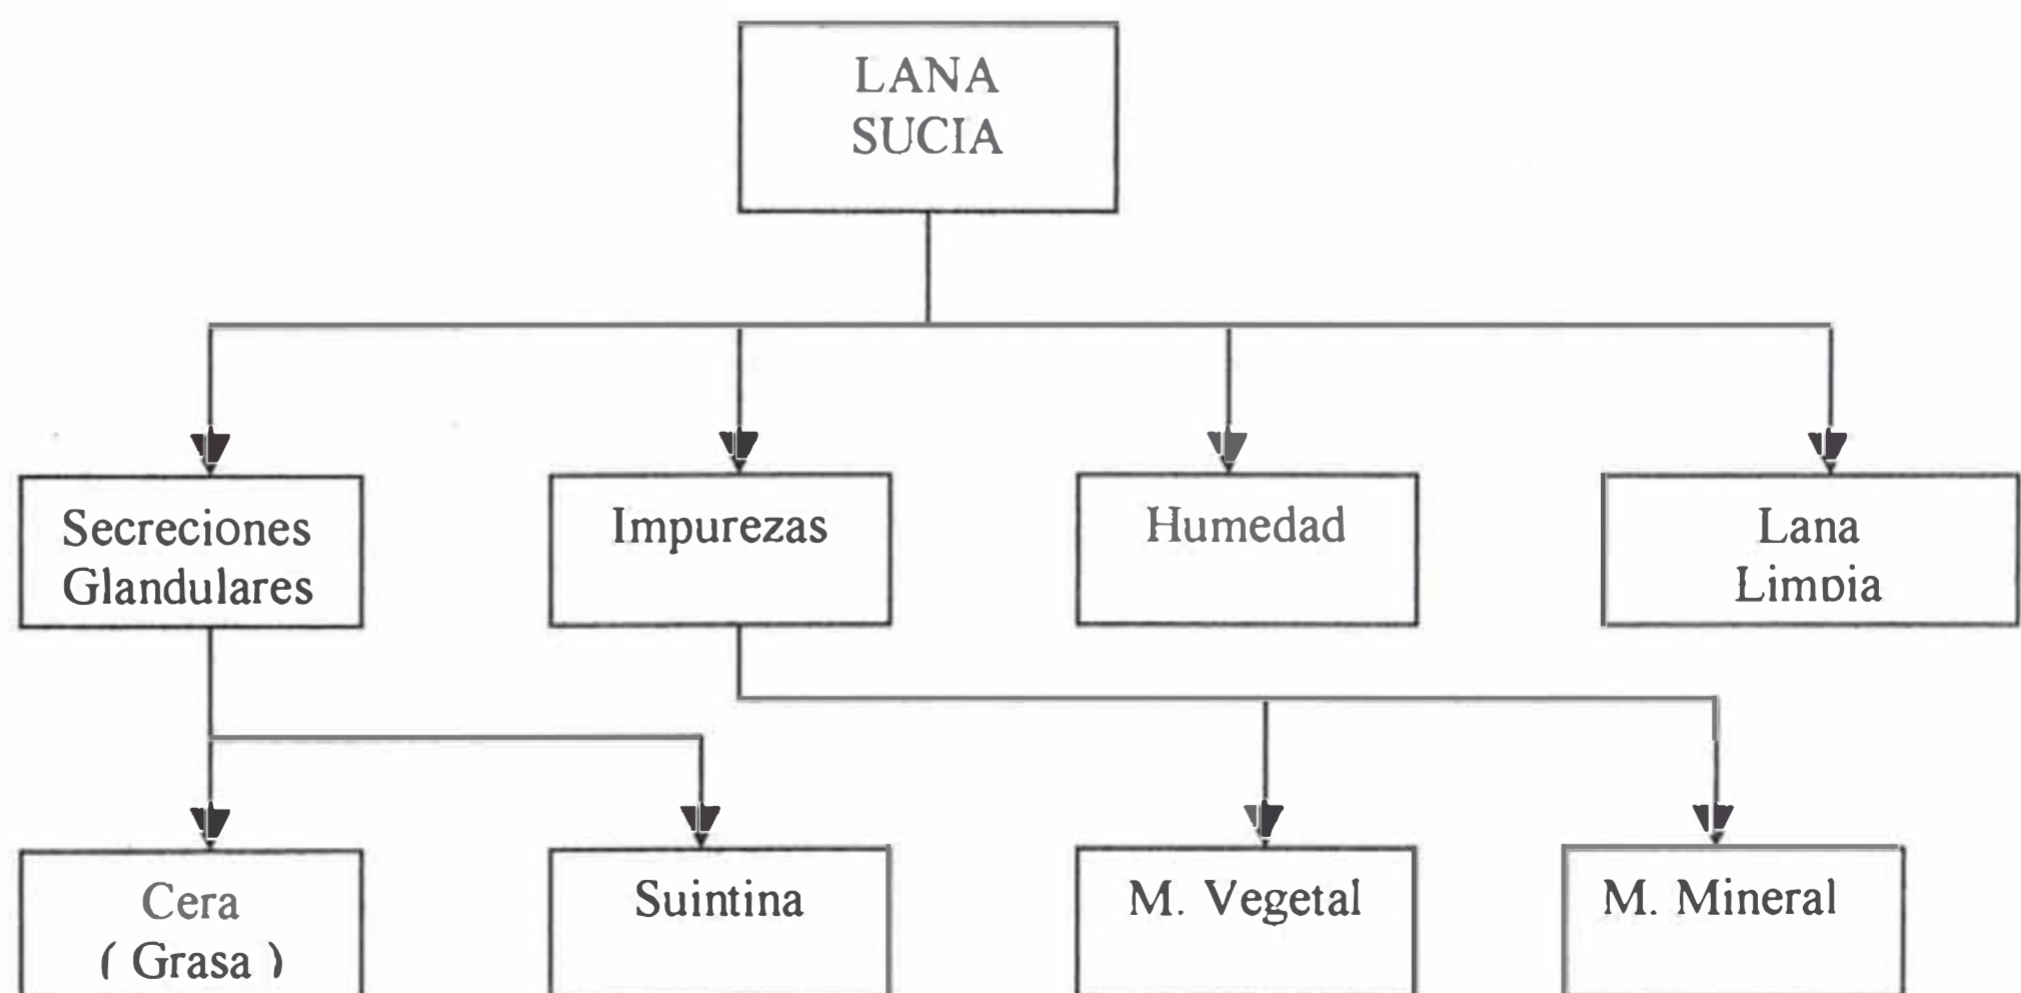 LANA
SUCIA
Secreciones
Glandulares
Impurezas
Humedad
Lana
Limpia
Cera
( Grasa )
Suintina
M. Vegetal
M. Mineral